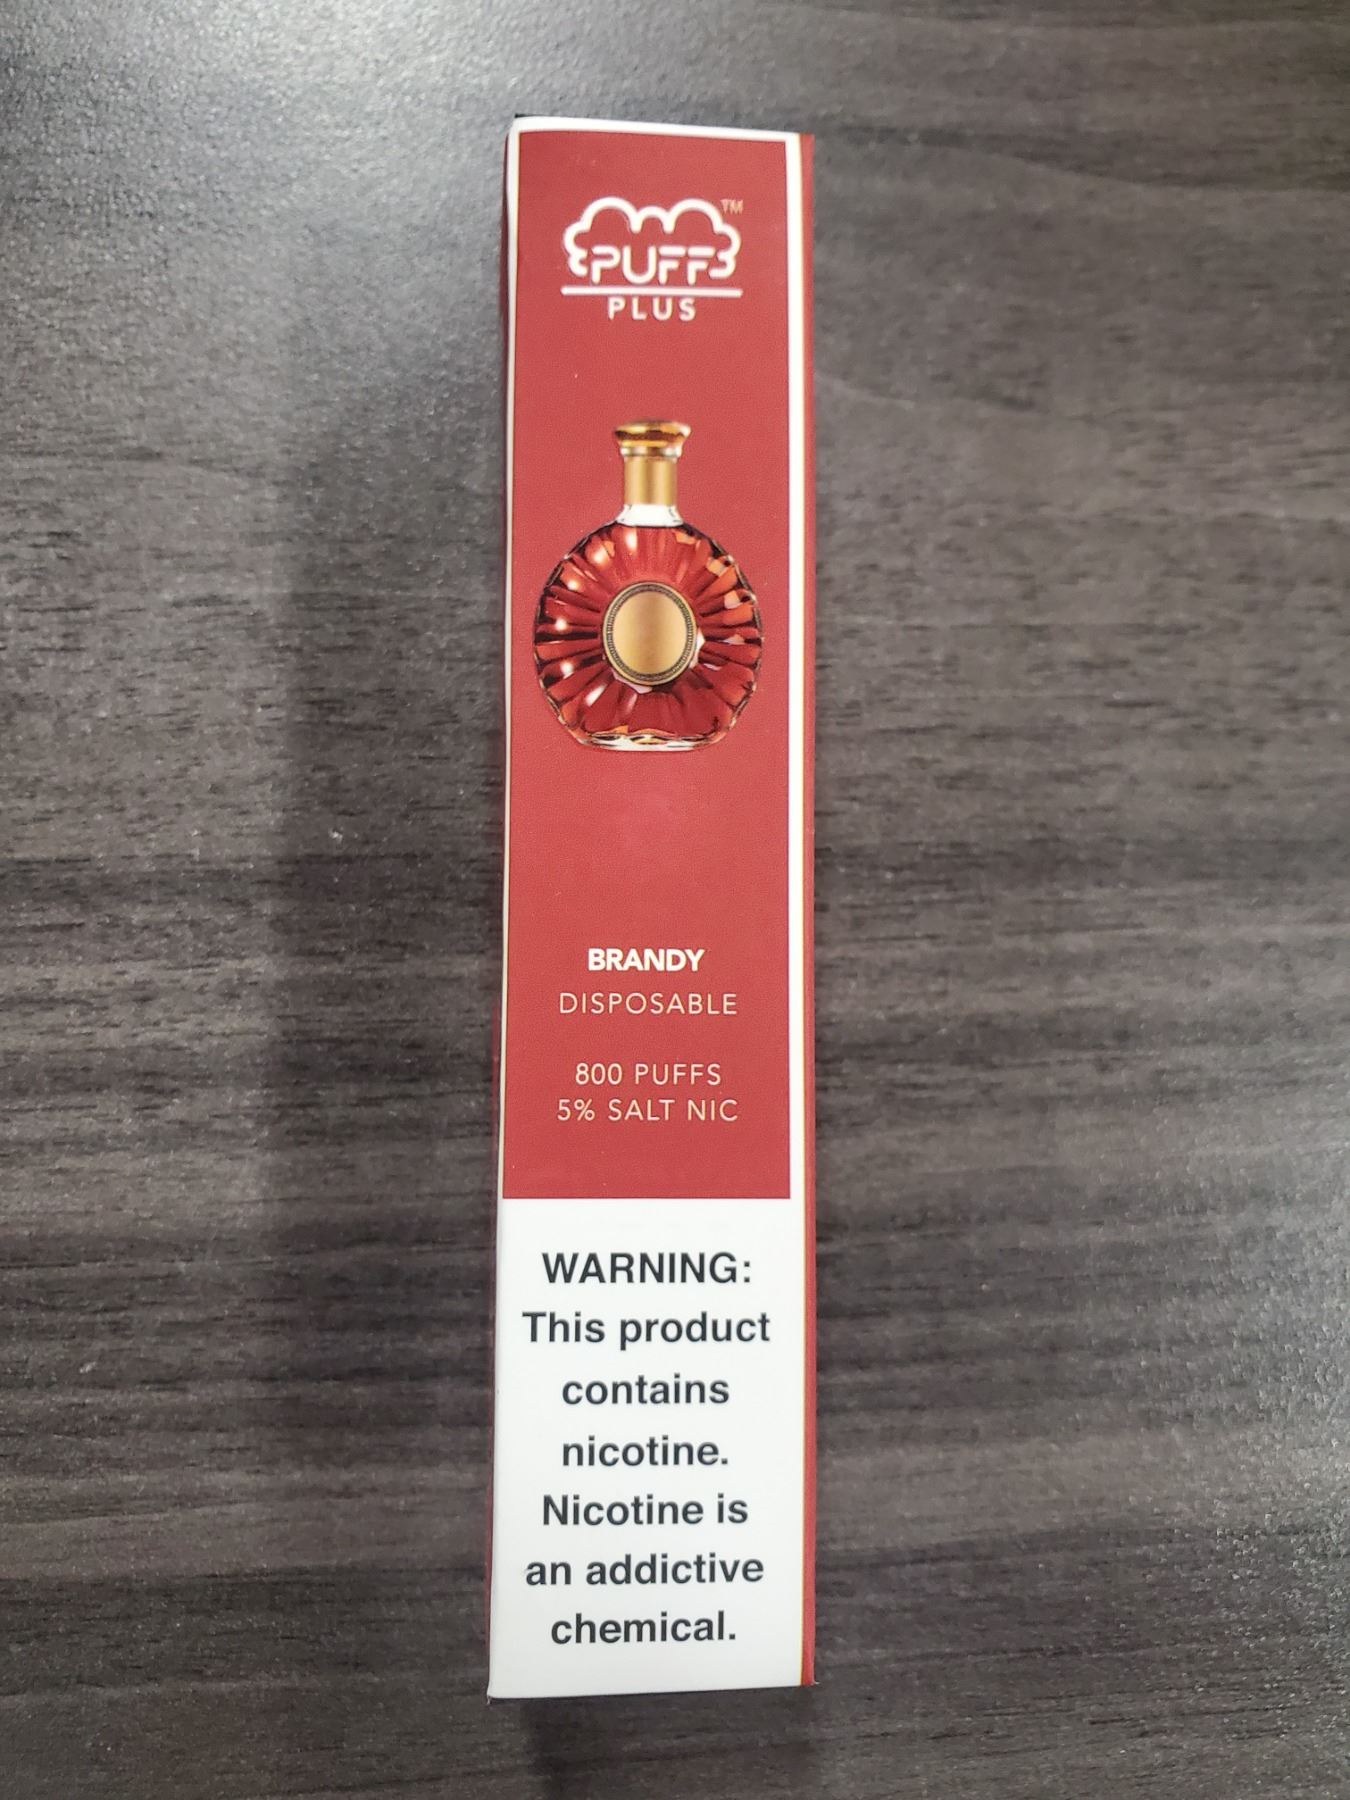 PUFF
™
PLUS
BRANDY
DISPOSABLE
800 PUFFS
5% SALT NIC
WARNING:
This product
contains
nicotine.
Nicotine is
an addictive
chemical.